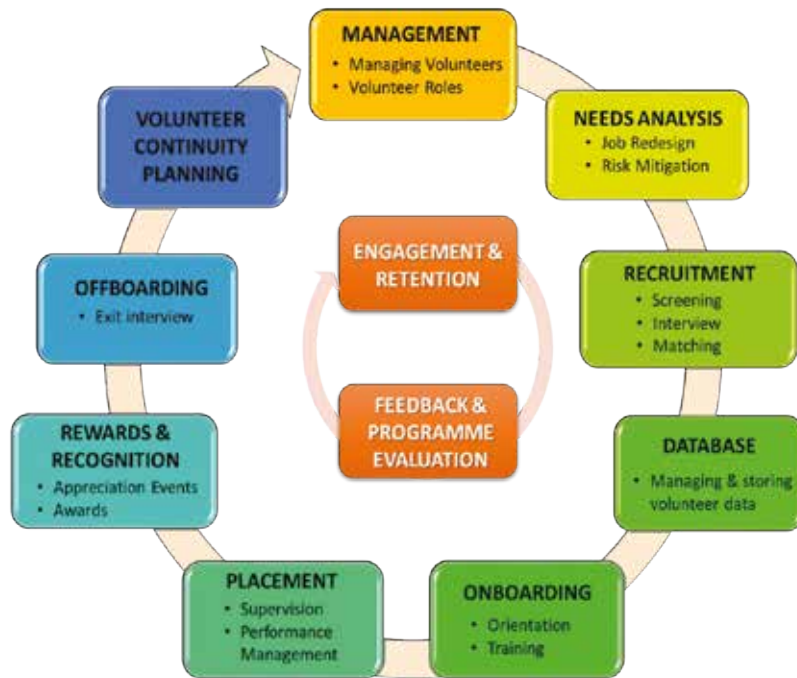 MANAGEMENT
• Managing Volunteers
• Volunteer Roles
NEEDS ANALYSIS
• Job Redesign
• Risk Mitigation
RECRUITMENT
• Screening
• Interview
• Matching
DATABASE
• Managing & storing
volunteer data
ONBOARDING
• Orientation
• Training
PLACEMENT
• Supervision
• Performance
Management
REWARDS &
RECOGNITION
• Appreciation Events
• Awards
OFFBOARDING
• Exit interview
VOLUNTEER
CONTINUITY
PLANNING
ENGAGEMENT &
RETENTION
FEEDBACK &
PROGRAMME
EVALUATION